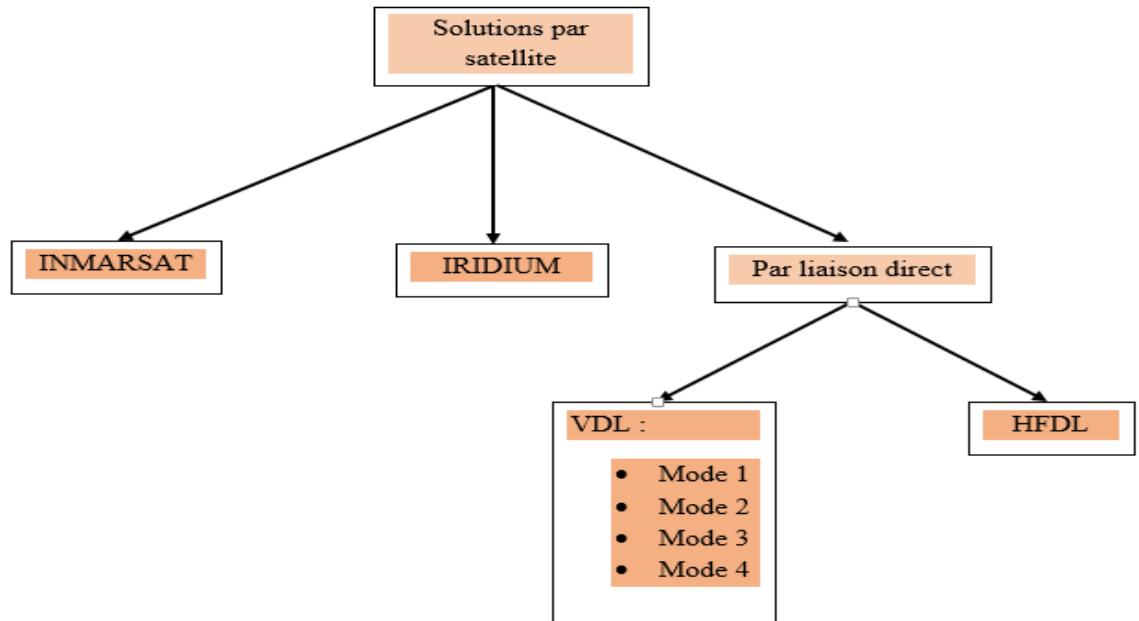 Solutions par
satellite
INMARSAT
IRIDIUM
Par liaison direct
VDL :
• Mode 1
• Mode 2
• Mode 3
• Mode 4
HFDL